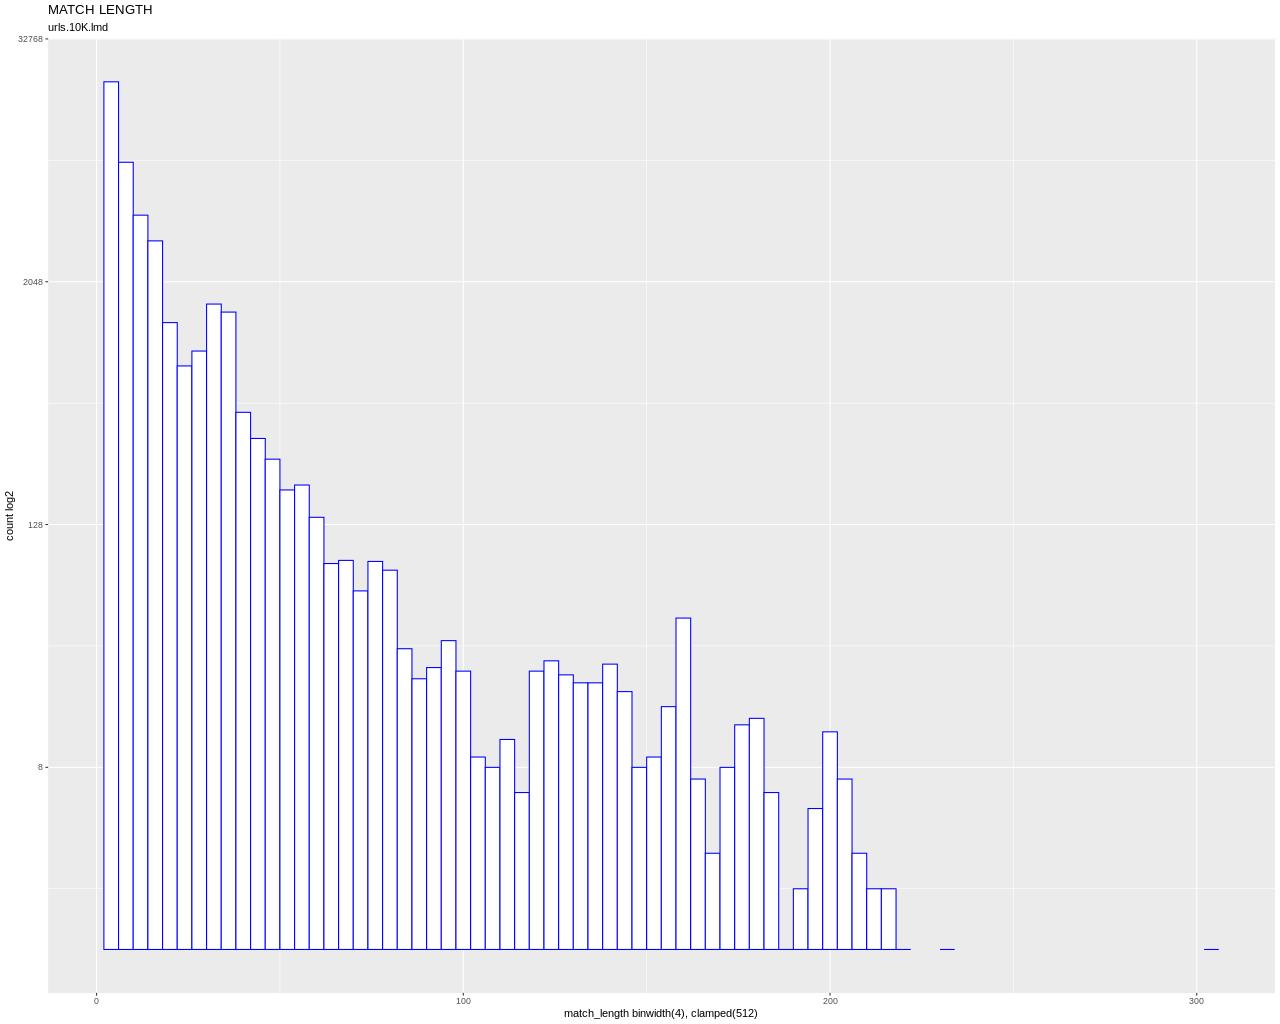 MATCH LENGTH
urls.10K.lmd
32768
2048
128
8
count log2
0
100
200
300
match_length binwidth(4), clamped(512)